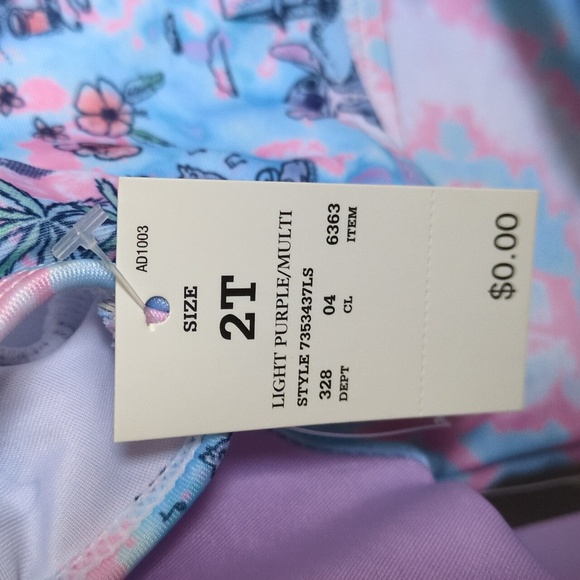 AD1003
SIZE
2T
LIGHT PURPLE/MULTI
STYLE 7353437LS
328 04 6363
DEPT CL ITEM
$0.00